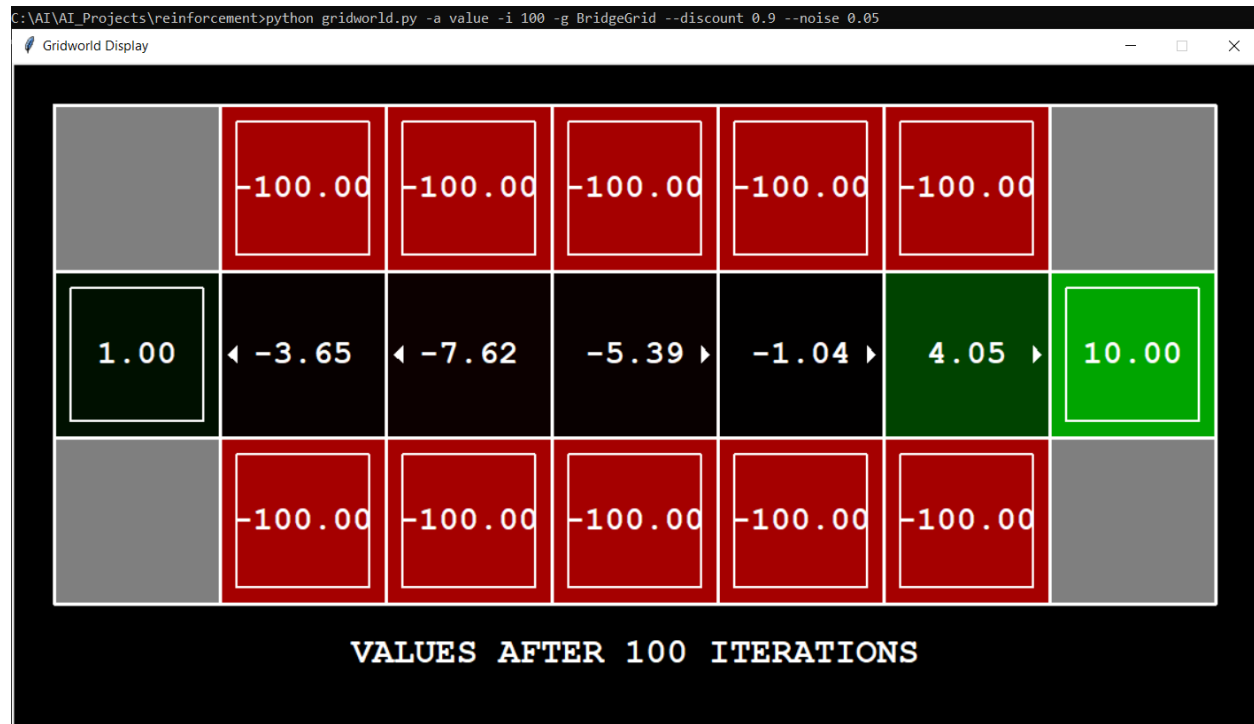 C:\AI\AI_Projects\reinforcement>python gridworld.py -a value -i 100 -g BridgeGrid --discount 0.9 --noise 0.05
Gridworld Display
-100.00 -100.00 -100.00 -100.00 -100.00
1.00 -3.65 -7.62 -5.39 -1.04 4.05 10.00
-100.00 -100.00 -100.00 -100.00 -100.00
VALUES AFTER 100 ITERATIONS